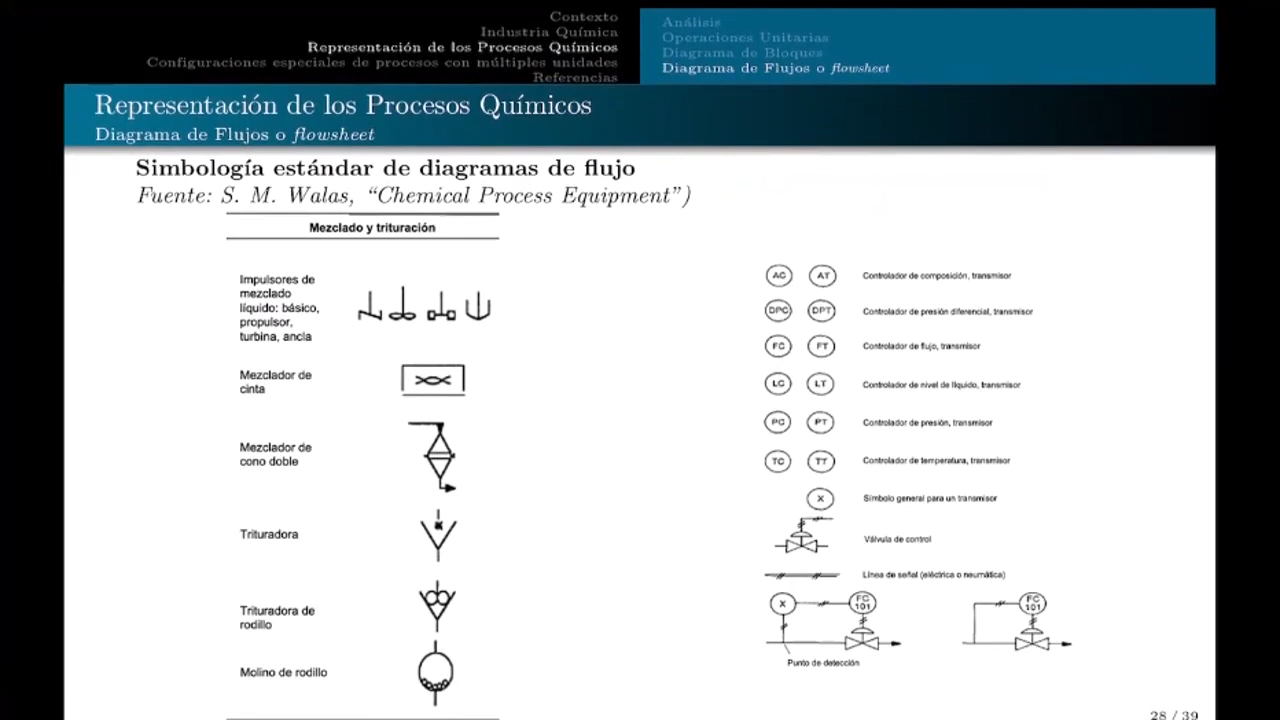 Contexto
Industria Química
Representación de los Procesos Químicos
Configuraciones especiales de procesos con múltiples unidades
Referencias
Análisis
Operaciones Unitarias
Diagrama de Bloques
Diagrama de Flujos o flowsheet
Representación de los Procesos Químicos
Diagrama de Flujos o flowsheet
Simbología estándar de diagramas de flujo
Fuente: S. M. Walas, “Chemical Process Equipment”)
Mezclado y trituración
Impulsores de
mezclado
líquido: básico,
propulsor,
turbina, ancla
Mezclador de
cinta
Mezclador de
cono doble
Trituradora
Trituradora de
rodillo
Molino de rodillo
AC AT Controlador de composición, transmisor
DPC DPT Controlador de presión diferencial, transmisor
FC FT Controlador de flujo, transmisor
LC LT Controlador de nivel de líquido, transmisor
PC PT Controlador de presión, transmisor
TC TT Controlador de temperatura, transmisor
X Símbolo general para un transmisor
Válvula de control
Línea de señal (eléctrica o neumática)
X FC
101
FC
101
Punto de detección
28 / 39